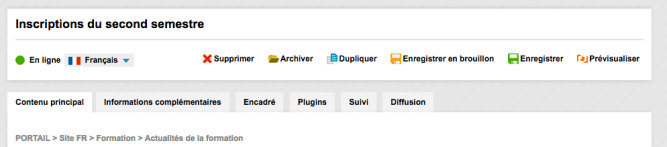 Inscriptions du second semestre
En ligne Français Supprimer Archiver Dupliquer Enregistrer en brouillon Enregistrer Prévisualiser
Contenu principal Informations complémentaires Encadré Plugins Suivi Diffusion
PORTAIL > Site FR > Formation > Actualités de la formation